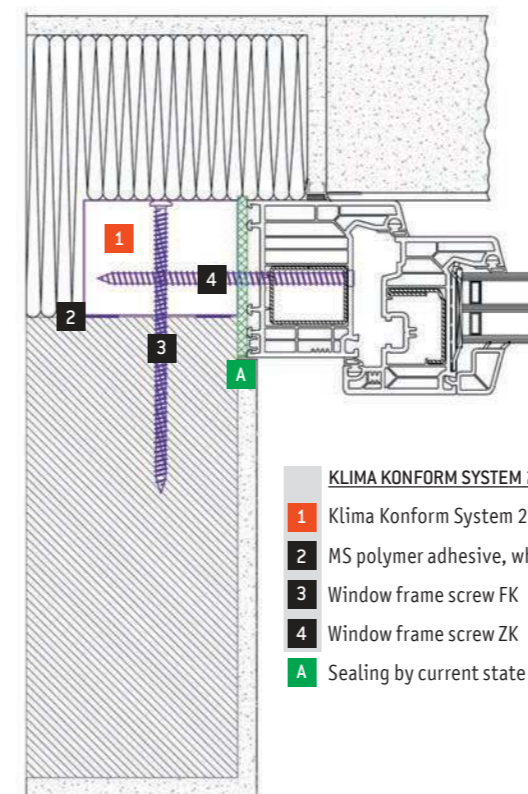 1
4
2
3
A
KLIMA KONFORM SYSTEM
1 Klima Konform System 2
2 MS polymer adhesive,
3 Window frame screw FK
4 Window frame screw ZK
A Sealing by current state